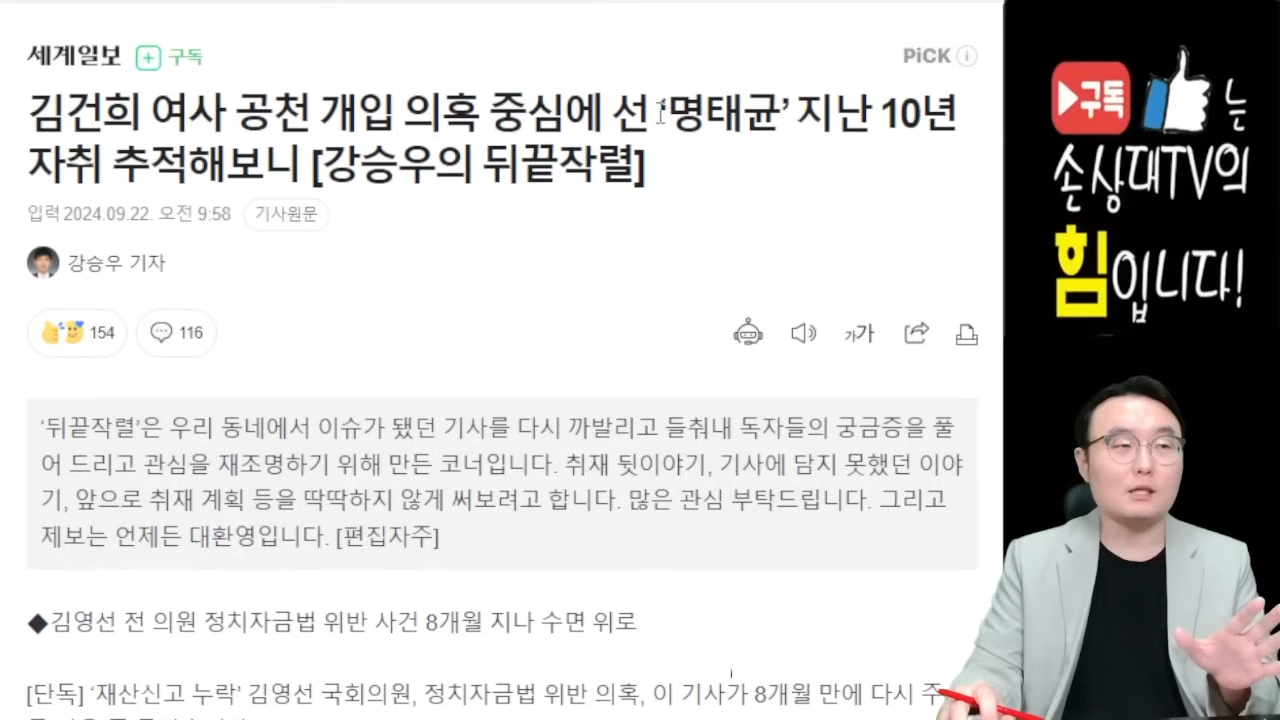 세계일보 구독
PiCK
김건희 여사 공천 개입 의혹 중심에 선 ‘명태균’ 지난 10년
자취 추적해보니 [강승우의 뒤끝작렬]
입력 2024.09.22. 오전 9:58 기사원문
강승우 기자
154 116
가가
‘뒤끝작렬’은 우리 동네에서 이슈가 됐던 기사를 다시 까발리고 들춰내 독자들의 궁금증을 풀
어 드리고 관심을 재조명하기 위해 만든 코너입니다. 취재 뒷이야기, 기사에 담지 못했던 이야
기, 앞으로 취재 계획 등을 딱딱하지 않게 써보려고 합니다. 많은 관심 부탁드립니다. 그리고
제보는 언제든 대환영입니다. [편집자주]
◆김영선 전 의원 정치자금법 위반 사건 8개월 지나 수면 위로
[단독] ‘재산신고 누락’ 김영선 국회의원, 정치자금법 위반 의혹, 이 기사가 8개월 만에 다시 주
구독 는
손상대TV의
힘입니다!